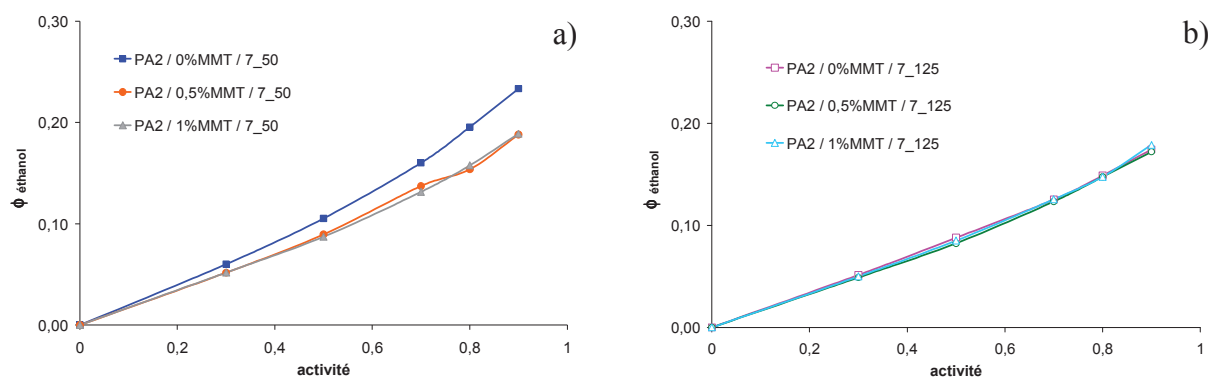 a)
0,30
0,20
0,10
0,00
ϕ éthanol
PA2 / 0%MMT / 7_50
PA2 / 0,5%MMT / 7_50
PA2 / 1%MMT / 7_50
0 0,2 0,4 0,6 0,8 1
activité
b)
0,30
0,20
0,10
0,00
ϕ éthanol
PA2 / 0%MMT / 7_125
PA2 / 0,5%MMT / 7_125
PA2 / 1%MMT / 7_125
0 0,2 0,4 0,6 0,8 1
activité